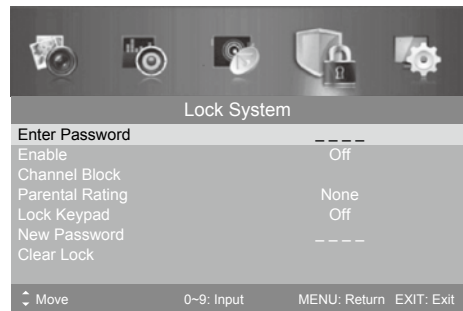 Lock System
Enter Password _ _ _ _
Enable Off
Channel Block
Parental Rating None
Lock Keypad Off
New Password _ _ _ _
Clear Lock
Move 0~9: Input MENU: Return EXIT: Exit